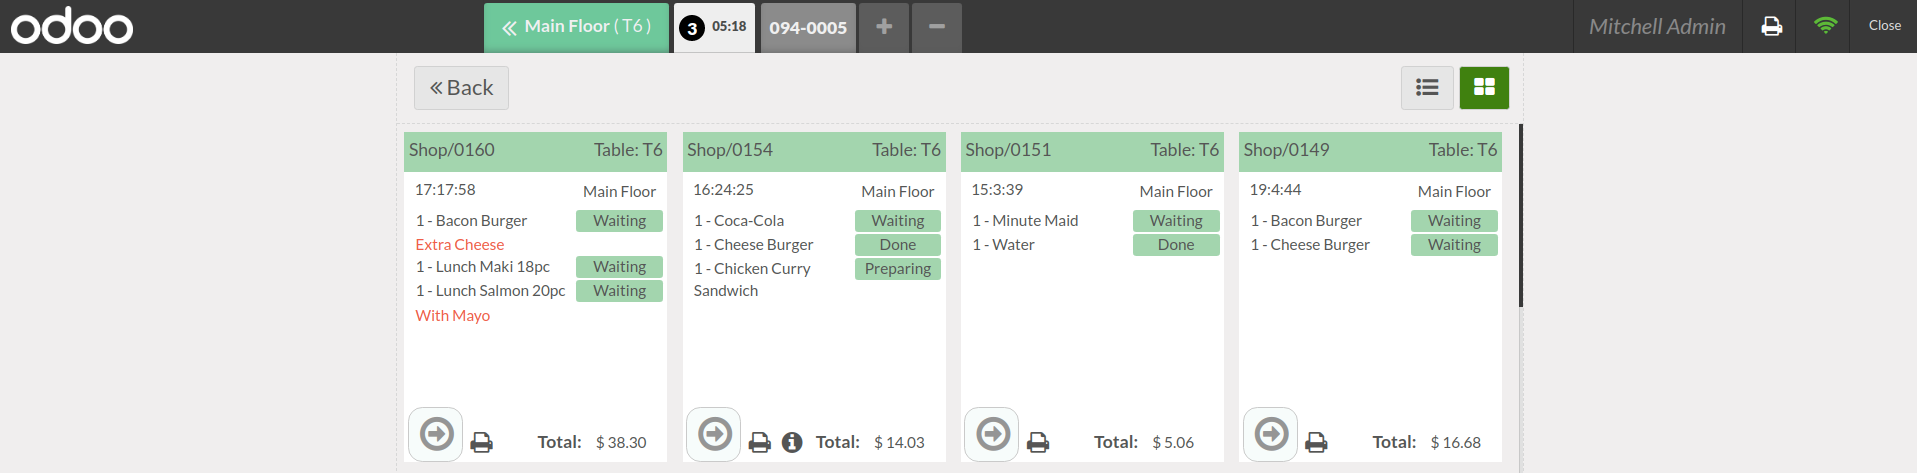 odoo
Main Floor ( T6 )
3 05:18
094-0005
Mitchell Admin
Close
Back
Shop/0160 Table: T6
17:17:58 Main Floor
1 - Bacon Burger Waiting
Extra Cheese
1 - Lunch Maki 18pc Waiting
1 - Lunch Salmon 20pc Waiting
With Mayo
Total: $ 38.30
Shop/0154 Table: T6
16:24:25 Main Floor
1 - Coca-Cola Waiting
1 - Cheese Burger Done
1 - Chicken Curry Preparing
Sandwich
Total: $ 14.03
Shop/0151 Table: T6
15:3:39 Main Floor
1 - Minute Maid Waiting
1 - Water Done
Total: $ 5.06
Shop/0149 Table: T6
19:4:44 Main Floor
1 - Bacon Burger Waiting
1 - Cheese Burger Waiting
Total: $ 16.68